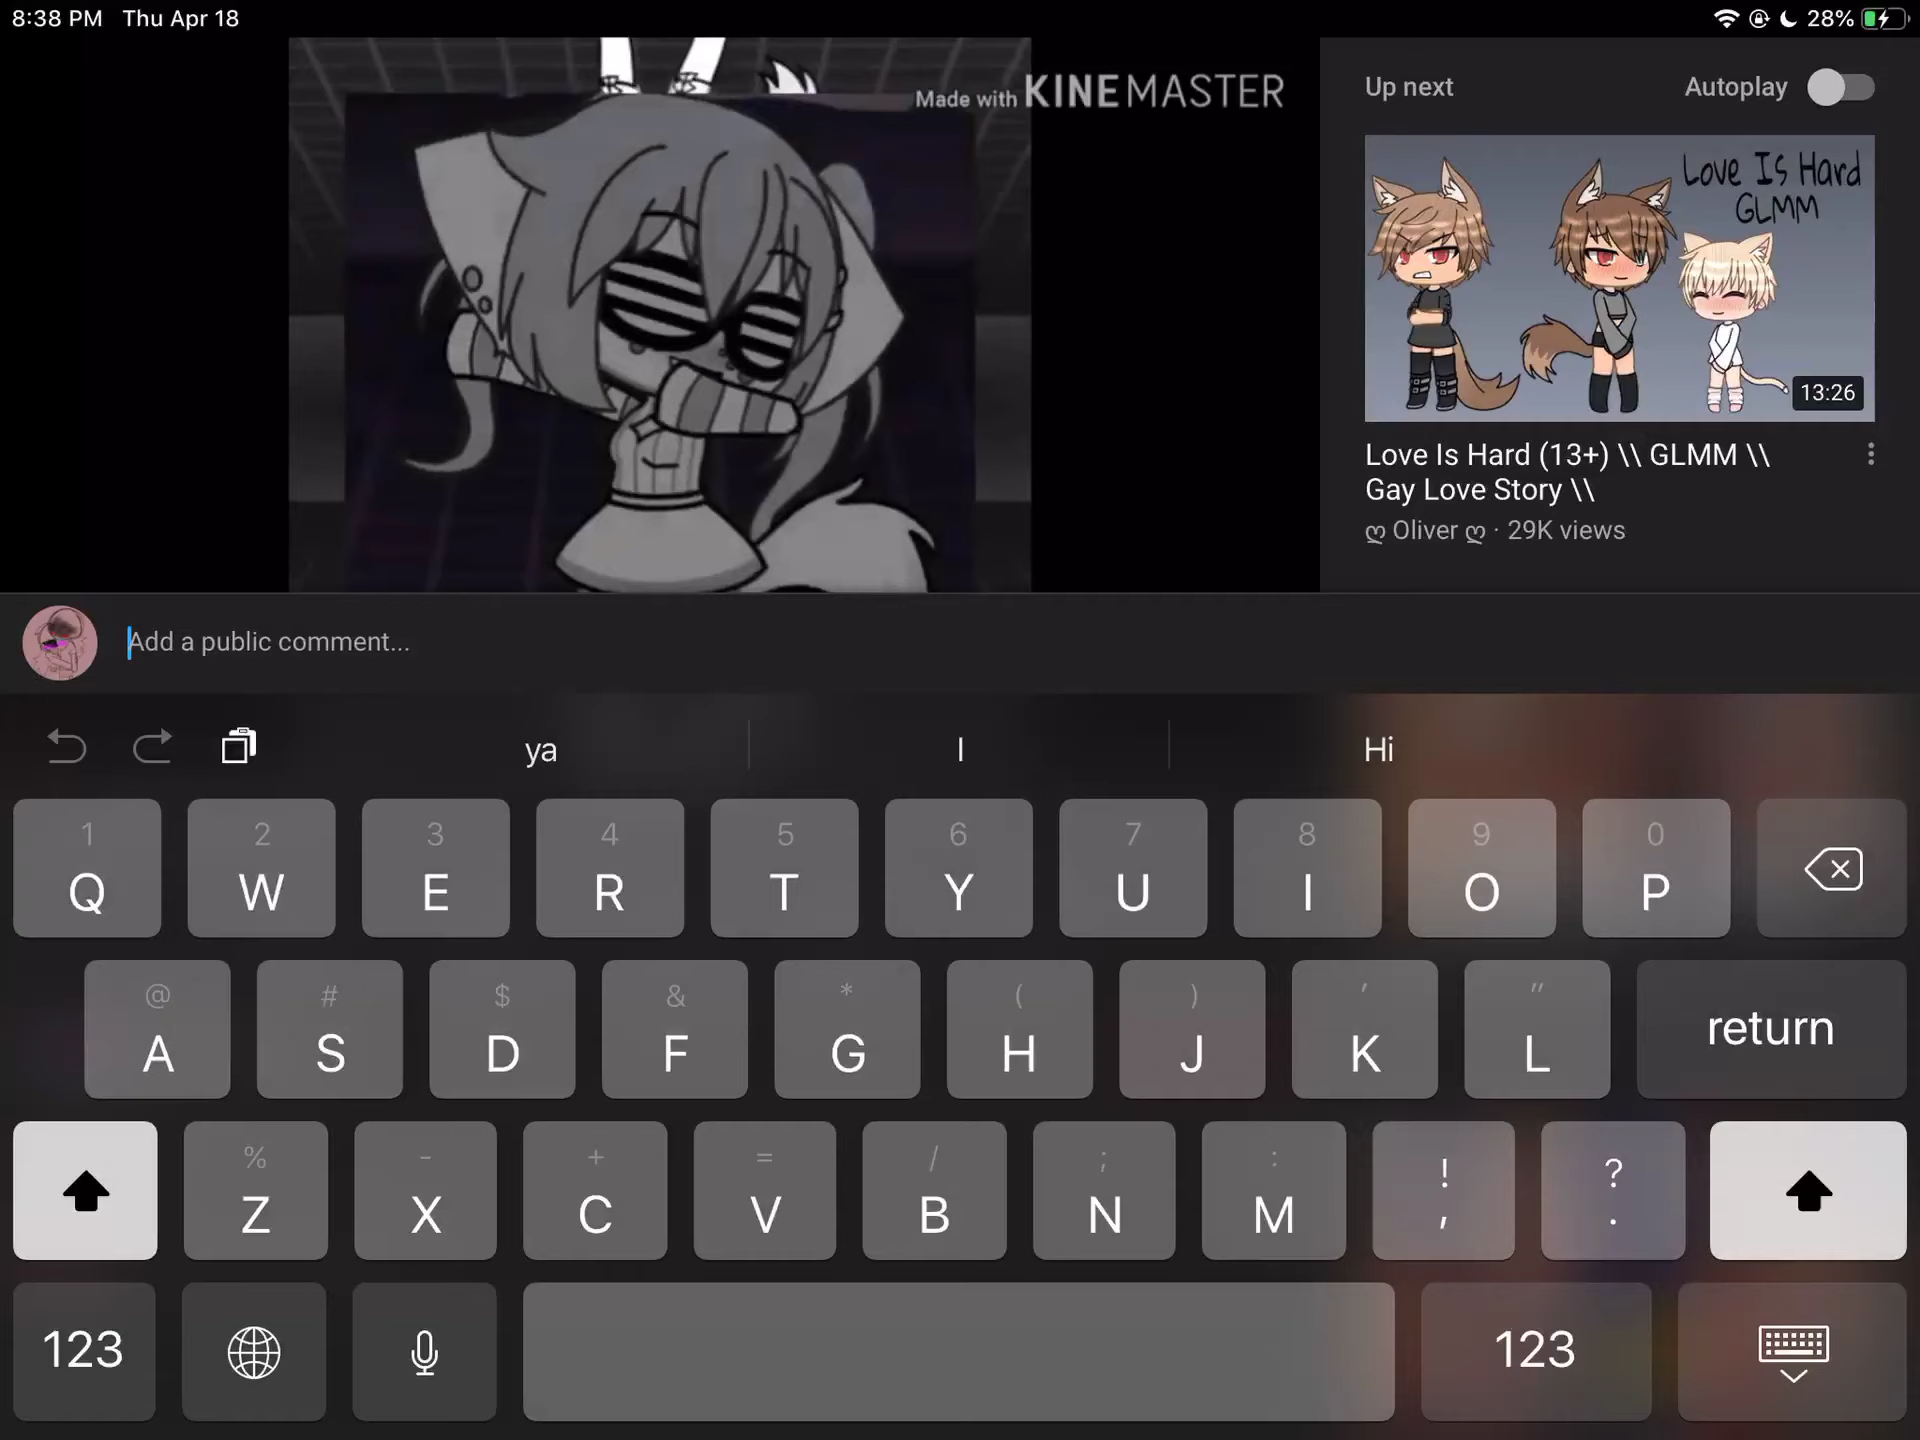 8:38 PM Thu Apr 18
28%
Made with KINEMASTER
Up next
Autoplay
Love Is Hard
GLMM
13:26
Love Is Hard (13+) \\ GLMM \\
Gay Love Story \\
ღ Oliver ღ · 29K views
Add a public comment...
ya
I
Hi
1 2 3 4 5 6 7 8 9 0
Q W E R T Y U I O P
@ # $ & * ( ) ' "
A S D F G H J K L return
% - + = / ; : ! ?
Z X C V B N M , .
123 123